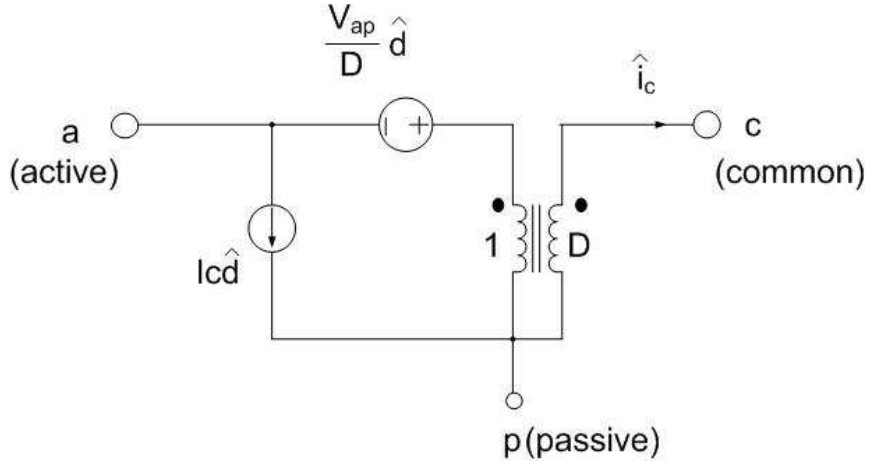 V_ap
D
d̂
î_c
a
(active)
c
(common)
1
D
Icd̂
p (passive)